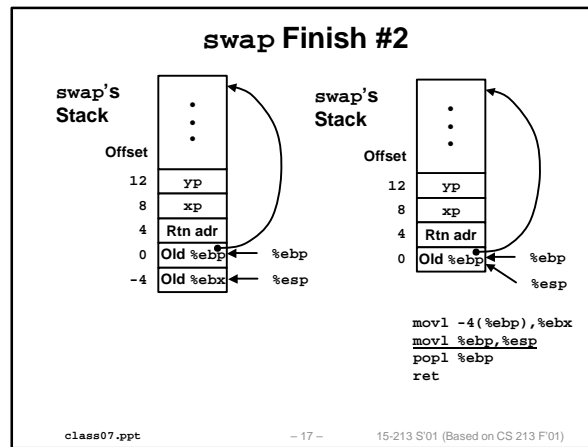 swap Finish #2
swap's
Stack
Offset
12 yp
8 xp
4 Rtn adr
0 Old %ebp %ebp
-4 Old %ebx %esp
swap's
Stack
Offset
12 yp
8 xp
4 Rtn adr
0 Old %ebp %ebp
%esp
movl -4(%ebp),%ebx
movl %ebp,%esp
popl %ebp
ret
class07.ppt – 17 – 15-213 S'01 (Based on CS 213 F'01)